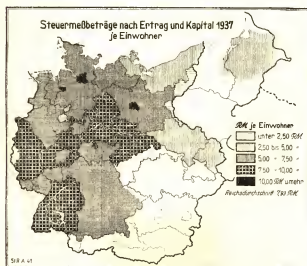 Steuermeßbeträge nach Ertrag und Kapital 1937
je Einwohner
RM je Einwohner
unter 2,50 RM
2,50 bis 5,00 "
5,00 " 7,50 "
7,50 " 10,00 "
10,00 RM u mehr
Reichsdurchschnitt 7,90 RM